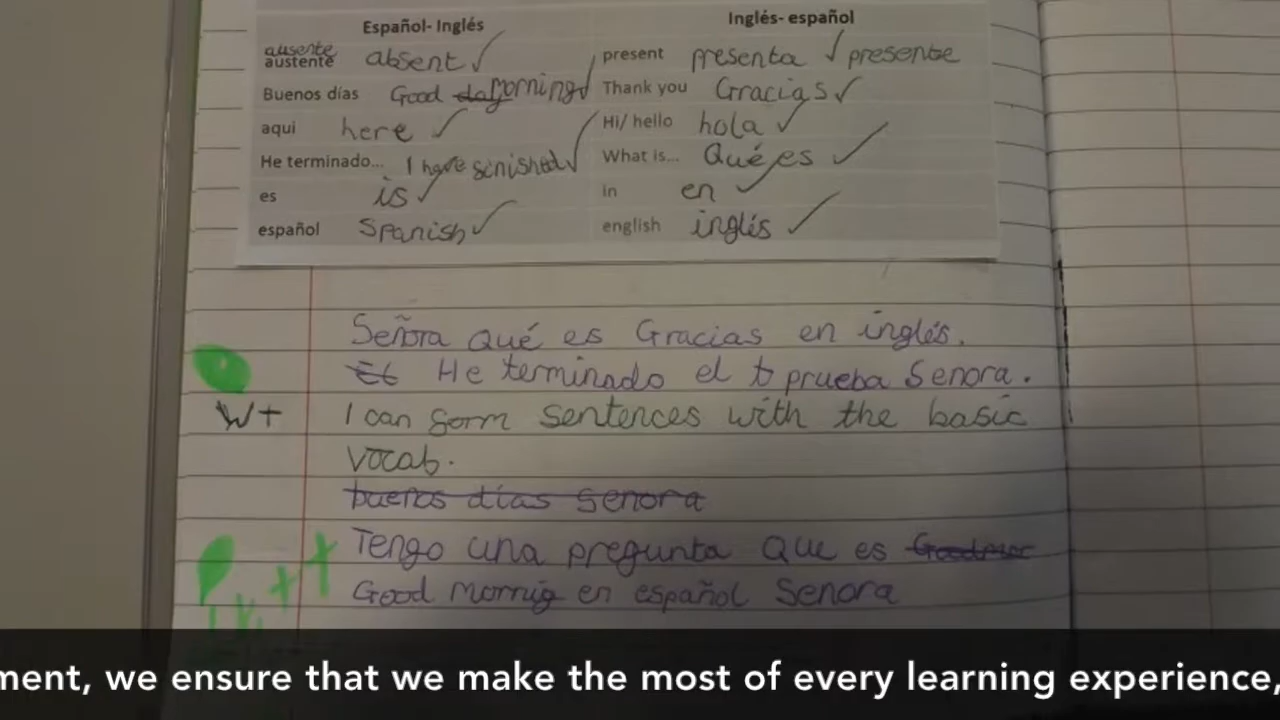 Español- Inglés
Inglés- español
ausente
austente absent
present presenta presente
Buenos días Good day Morning
Thank you Gracias
aqui here
Hi/ hello hola
He terminado... I have finished
What is... Qué es
es is
in en
español Spanish
english inglés
Señora Qué es Gracias en inglés.
He terminado el prueba Senora.
W+ I can form sentences with the basic
vocab.
buenos días Senora
Tengo una pregunta Que es
Good Mornig en español Senora
ment, we ensure that we make the most of every learning experience,